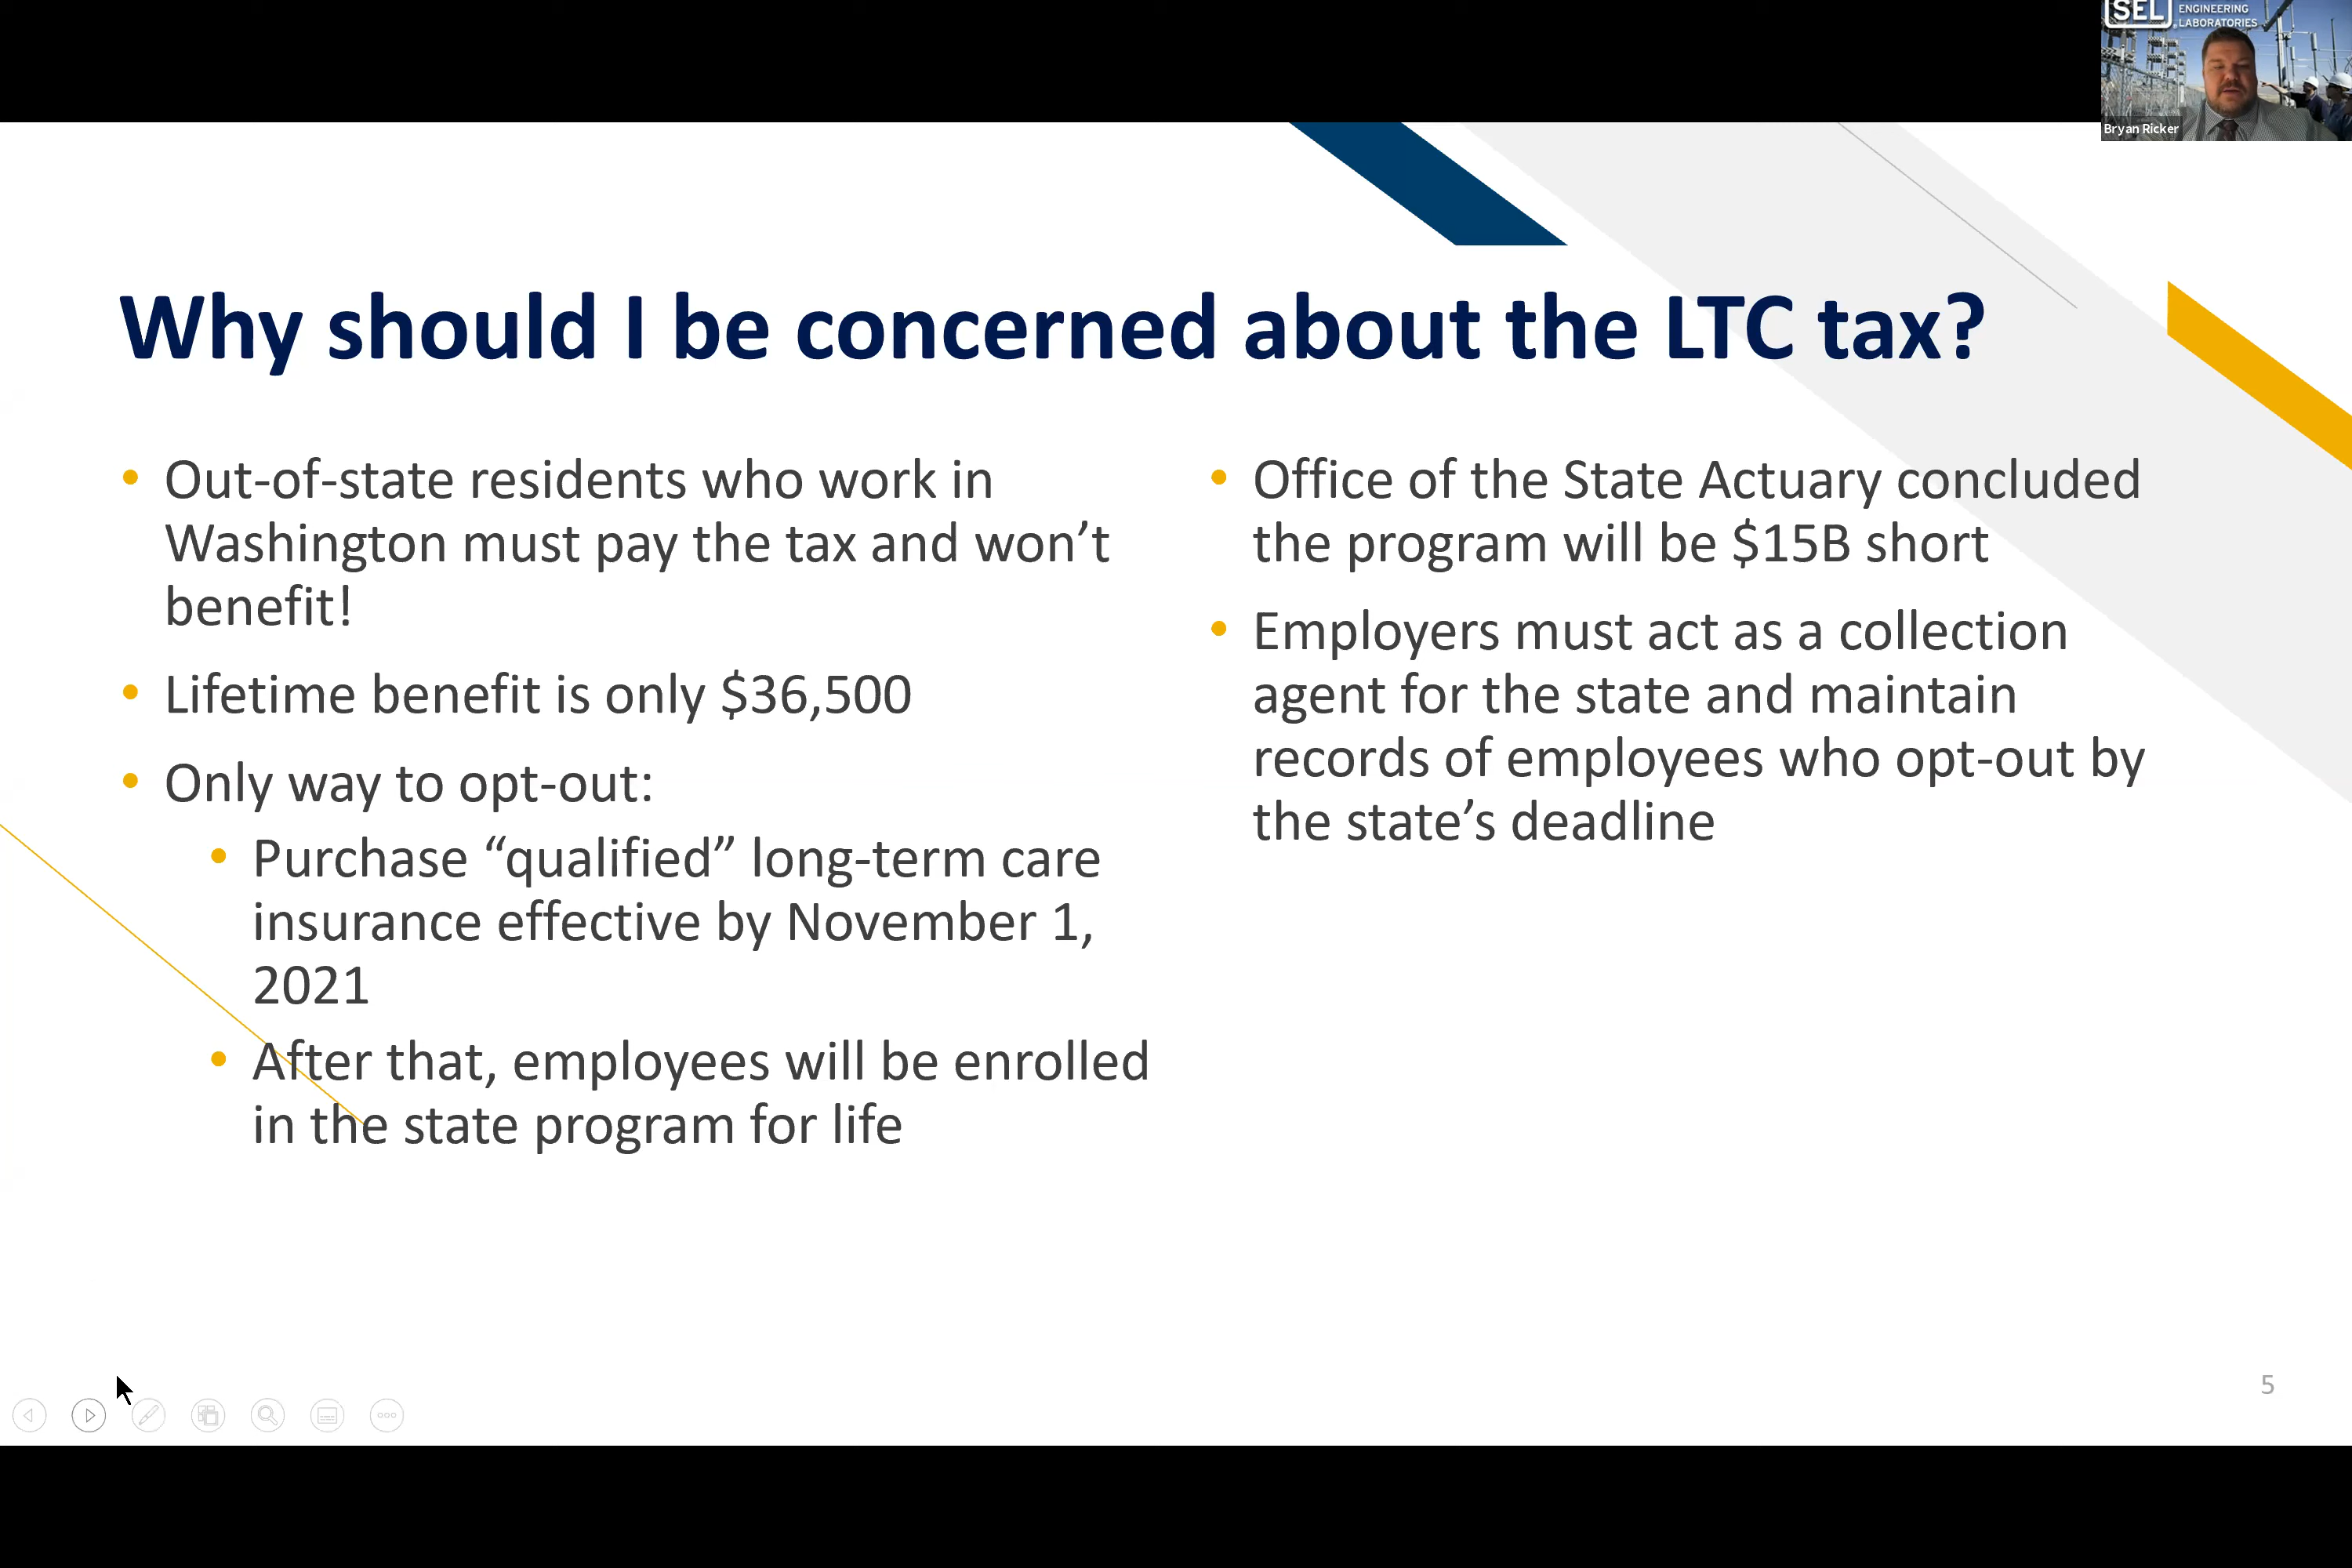 SEL ENGINEERING
LABORATORIES
Bryan Ricker
Why should I be concerned about the LTC tax?
• Out-of-state residents who work in
Washington must pay the tax and won’t
benefit!
• Lifetime benefit is only $36,500
• Only way to opt-out:
• Purchase “qualified” long-term care
insurance effective by November 1,
2021
• After that, employees will be enrolled
in the state program for life
• Office of the State Actuary concluded
the program will be $15B short
• Employers must act as a collection
agent for the state and maintain
records of employees who opt-out by
the state’s deadline
5